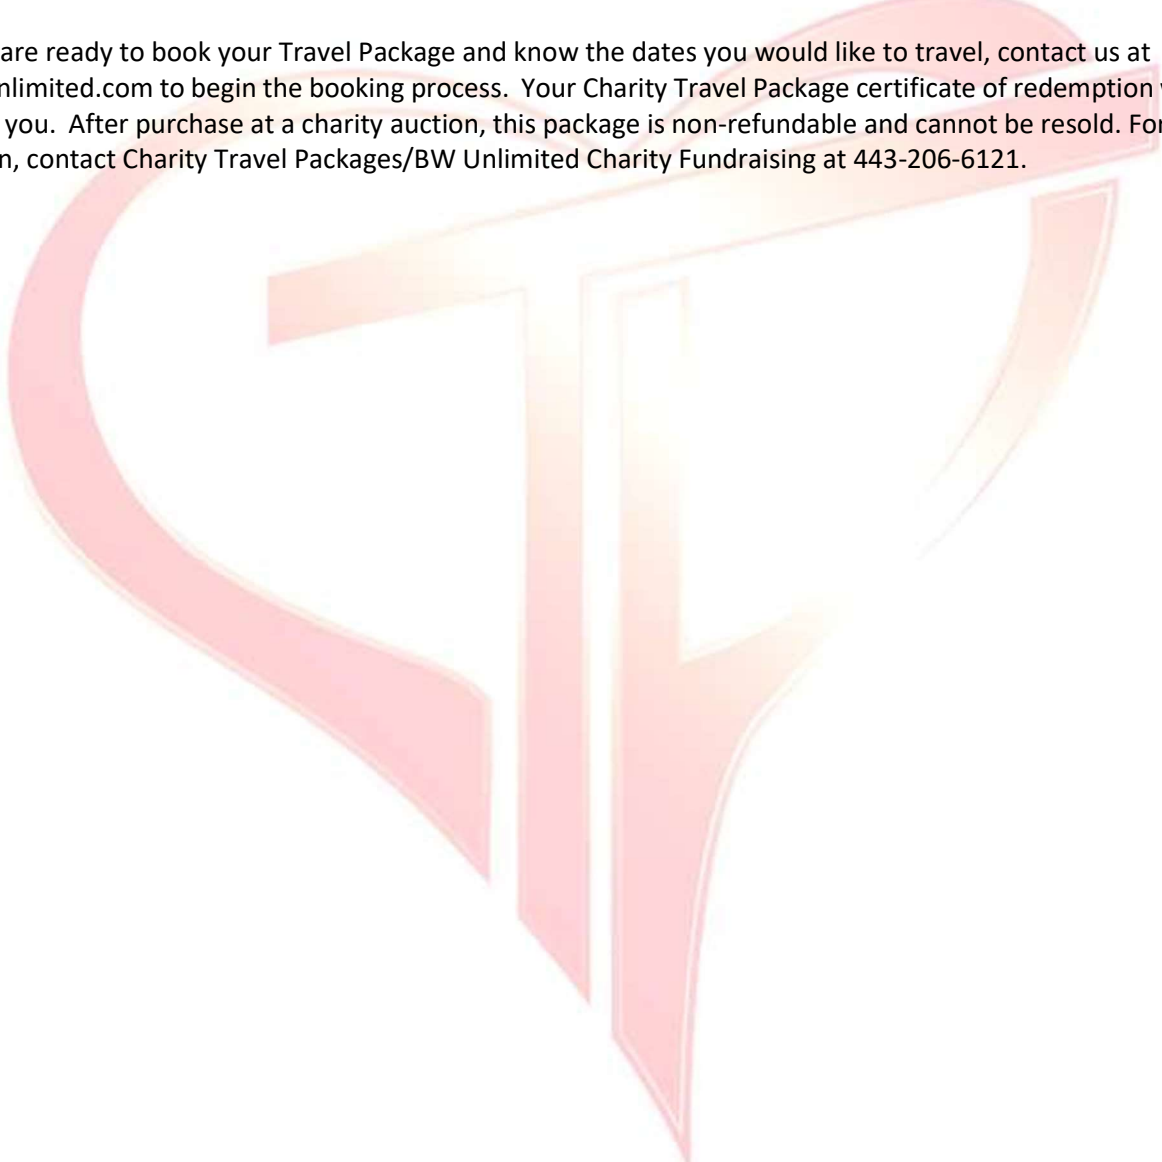 are ready to book your Travel Package and know the dates you would like to travel, contact us at
nlimited.com to begin the booking process.  Your Charity Travel Package certificate of redemption
you.  After purchase at a charity auction, this package is non-refundable and cannot be resold. For
n, contact Charity Travel Packages/BW Unlimited Charity Fundraising at 443-206-6121.